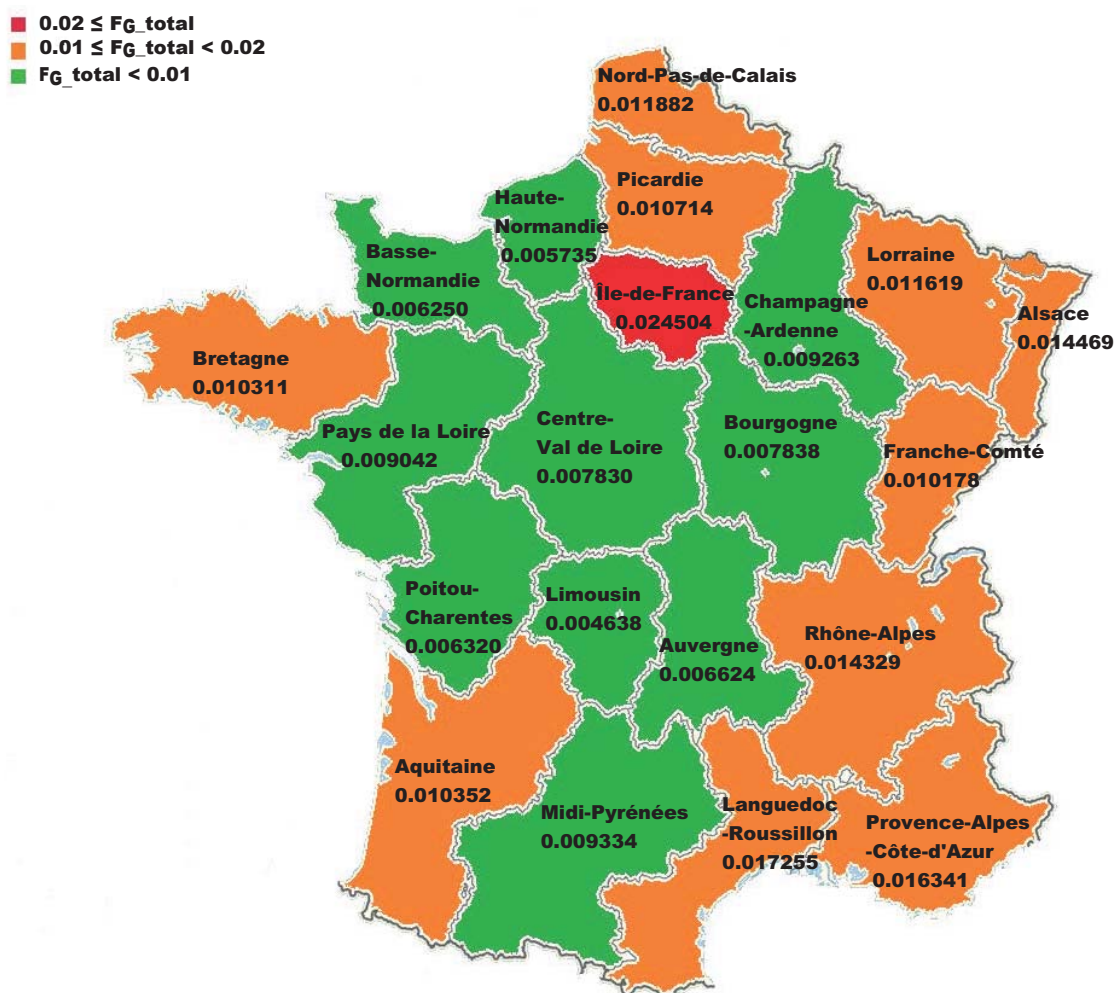 0.02 ≤ FG_total
0.01 ≤ FG_total < 0.02
FG_total < 0.01
Nord-Pas-de-Calais
0.011882
Picardie
0.010714
Haute-
Normandie
0.005735
Basse-
Normandie
0.006250
Île-de-France
0.024504
Champagne
-Ardenne
0.009263
Lorraine
0.011619
Alsace
0.014469
Bretagne
0.010311
Pays de la Loire
0.009042
Centre-
Val de Loire
0.007830
Bourgogne
0.007838
Franche-Comté
0.010178
Poitou-
Charentes
0.006320
Limousin
0.004638
Auvergne
0.006624
Rhône-Alpes
0.014329
Aquitaine
0.010352
Midi-Pyrénées
0.009334
Languedoc
-Roussillon
0.017255
Provence-Alpes
-Côte-d'Azur
0.016341